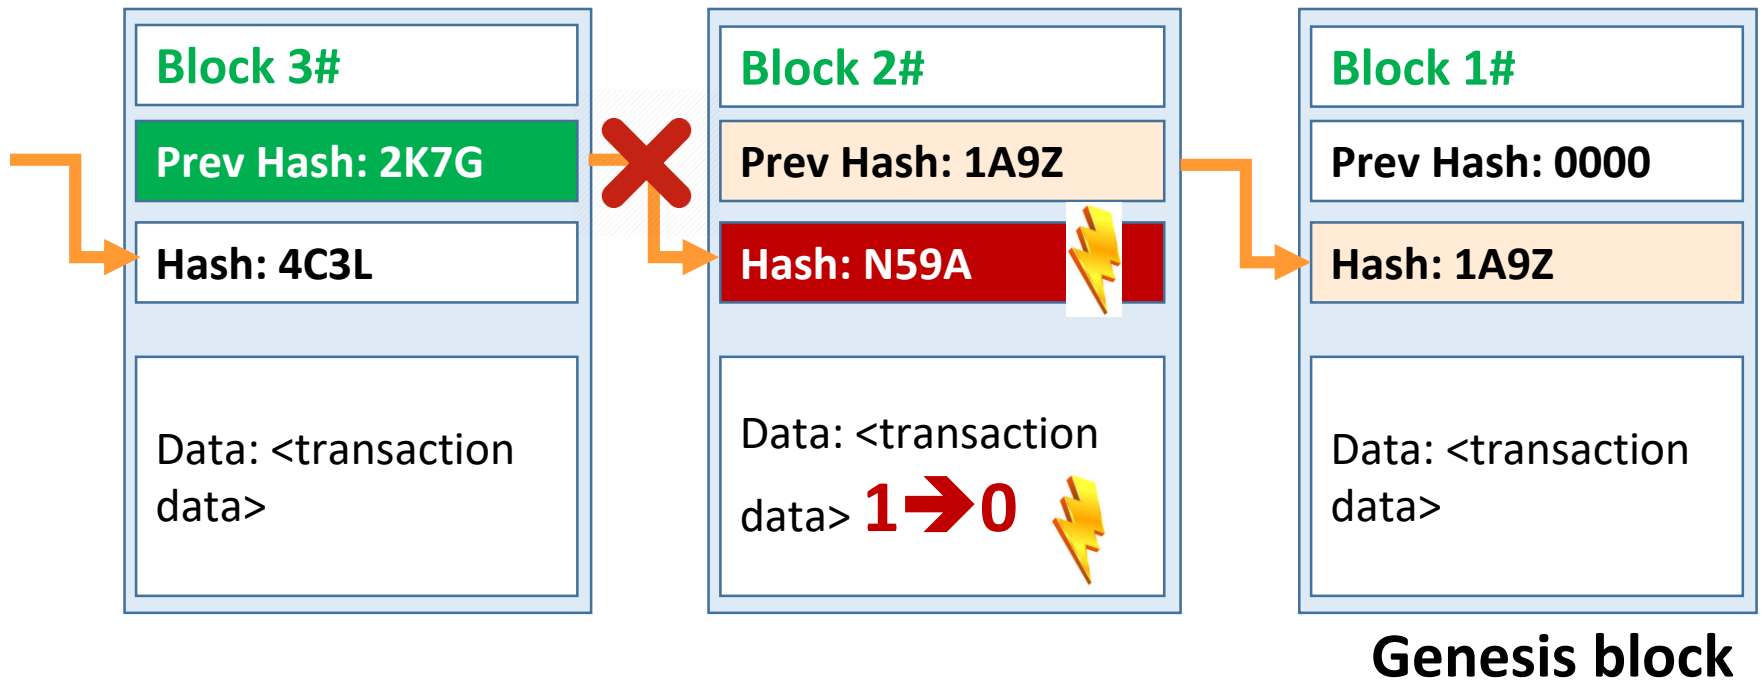 Block 3#
Prev Hash: 2K7G
Hash: 4C3L
Data: <transaction
data>
Block 2#
Prev Hash: 1A9Z
Hash: N59A
Data: <transaction
data> 1➔0
Block 1#
Prev Hash: 0000
Hash: 1A9Z
Data: <transaction
data>
Genesis block